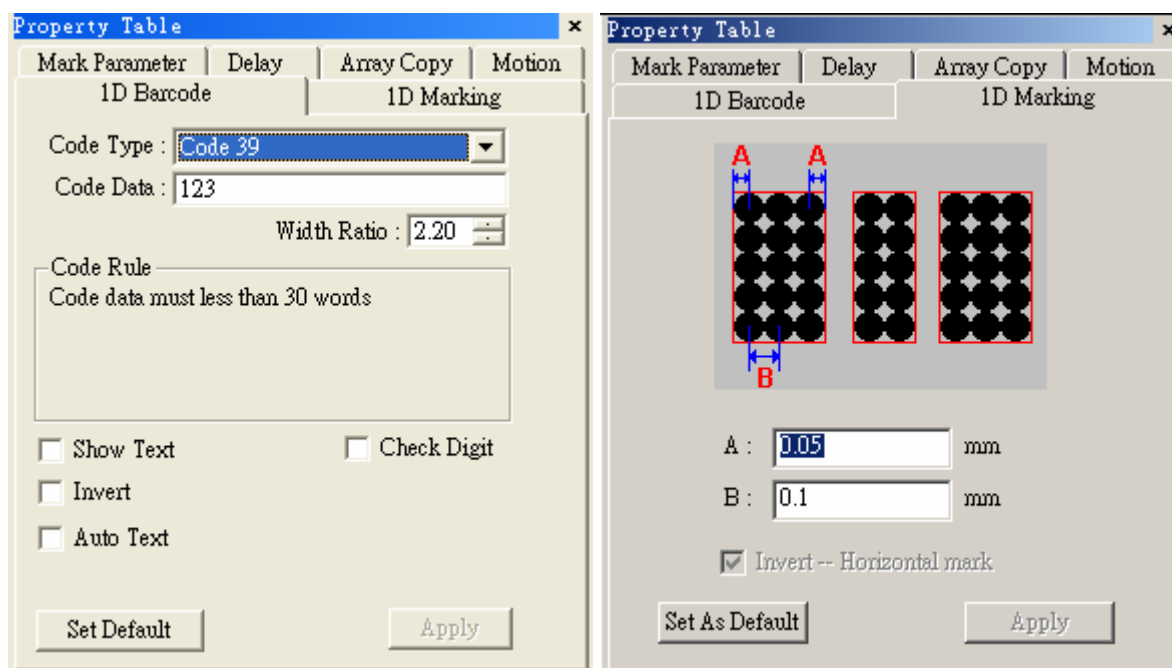 Property Table ×
Mark Parameter Delay Array Copy Motion
1D Barcode 1D Marking
Code Type : Code 39
Code Data : 123
Width Ratio : 2.20
Code Rule
Code data must less than 30 words
Show Text Check Digit
Invert
Auto Text
Set Default Apply
Property Table ×
Mark Parameter Delay Array Copy Motion
1D Barcode 1D Marking
A A
B
A : 0.05 mm
B : 0.1 mm
Invert -- Horizontal mark
Set As Default Apply